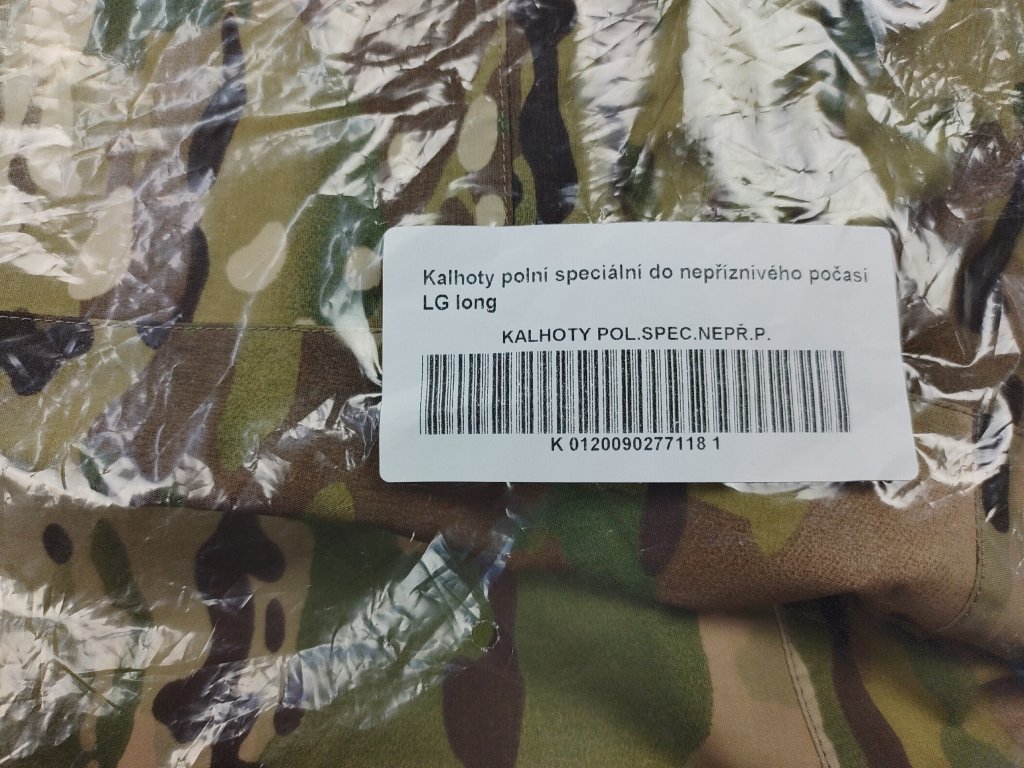 Kalhoty polní speciální do nepříznivého počasí
LG long
KALHOTY POL.SPEC.NEPŘ.P.
K 0120090277118 1